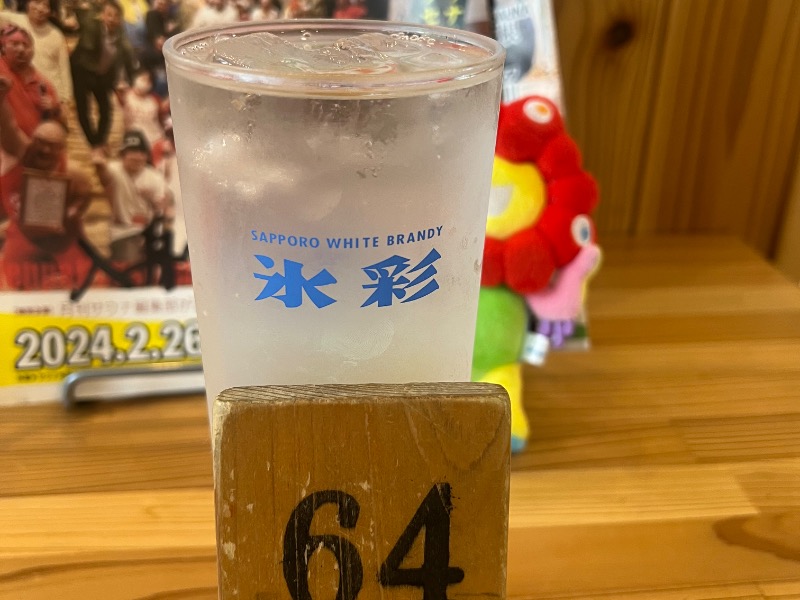 SAPPORO WHITE BRANDY
氷彩
2024.2.26
64